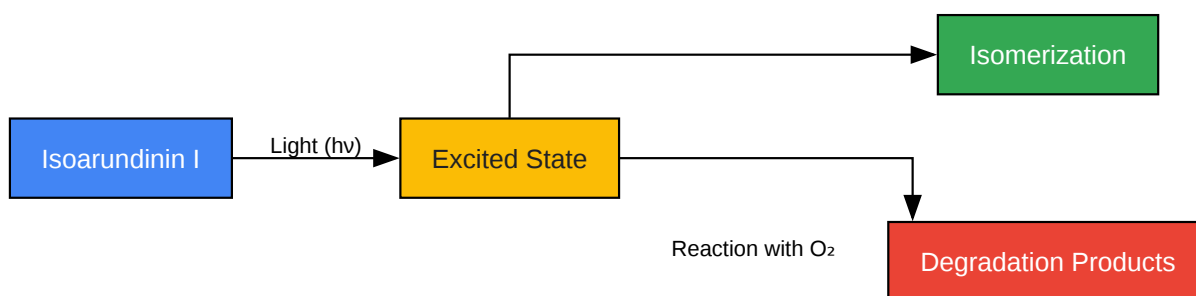 Isomerization
Isoarundinin I
Light (hν)
Excited State
Reaction with O₂
Degradation Products